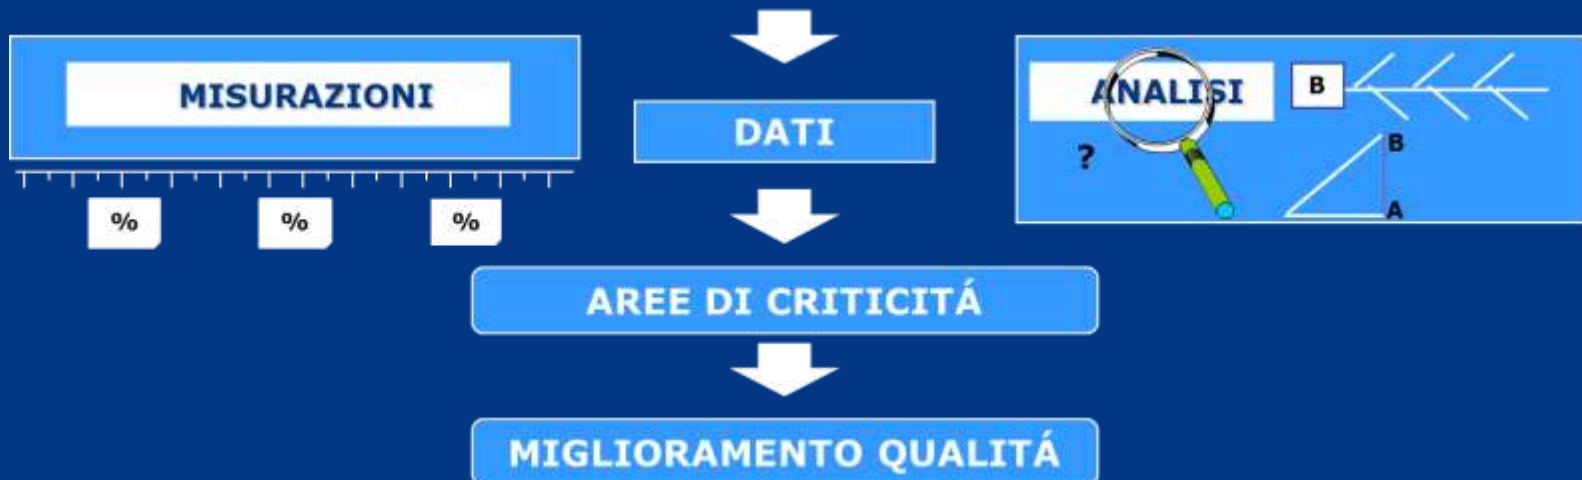 MISURAZIONI
% % %
DATI
ANALISI
?
B
B
A
AREE DI CRITICITÁ
MIGLIORAMENTO QUALITÁ